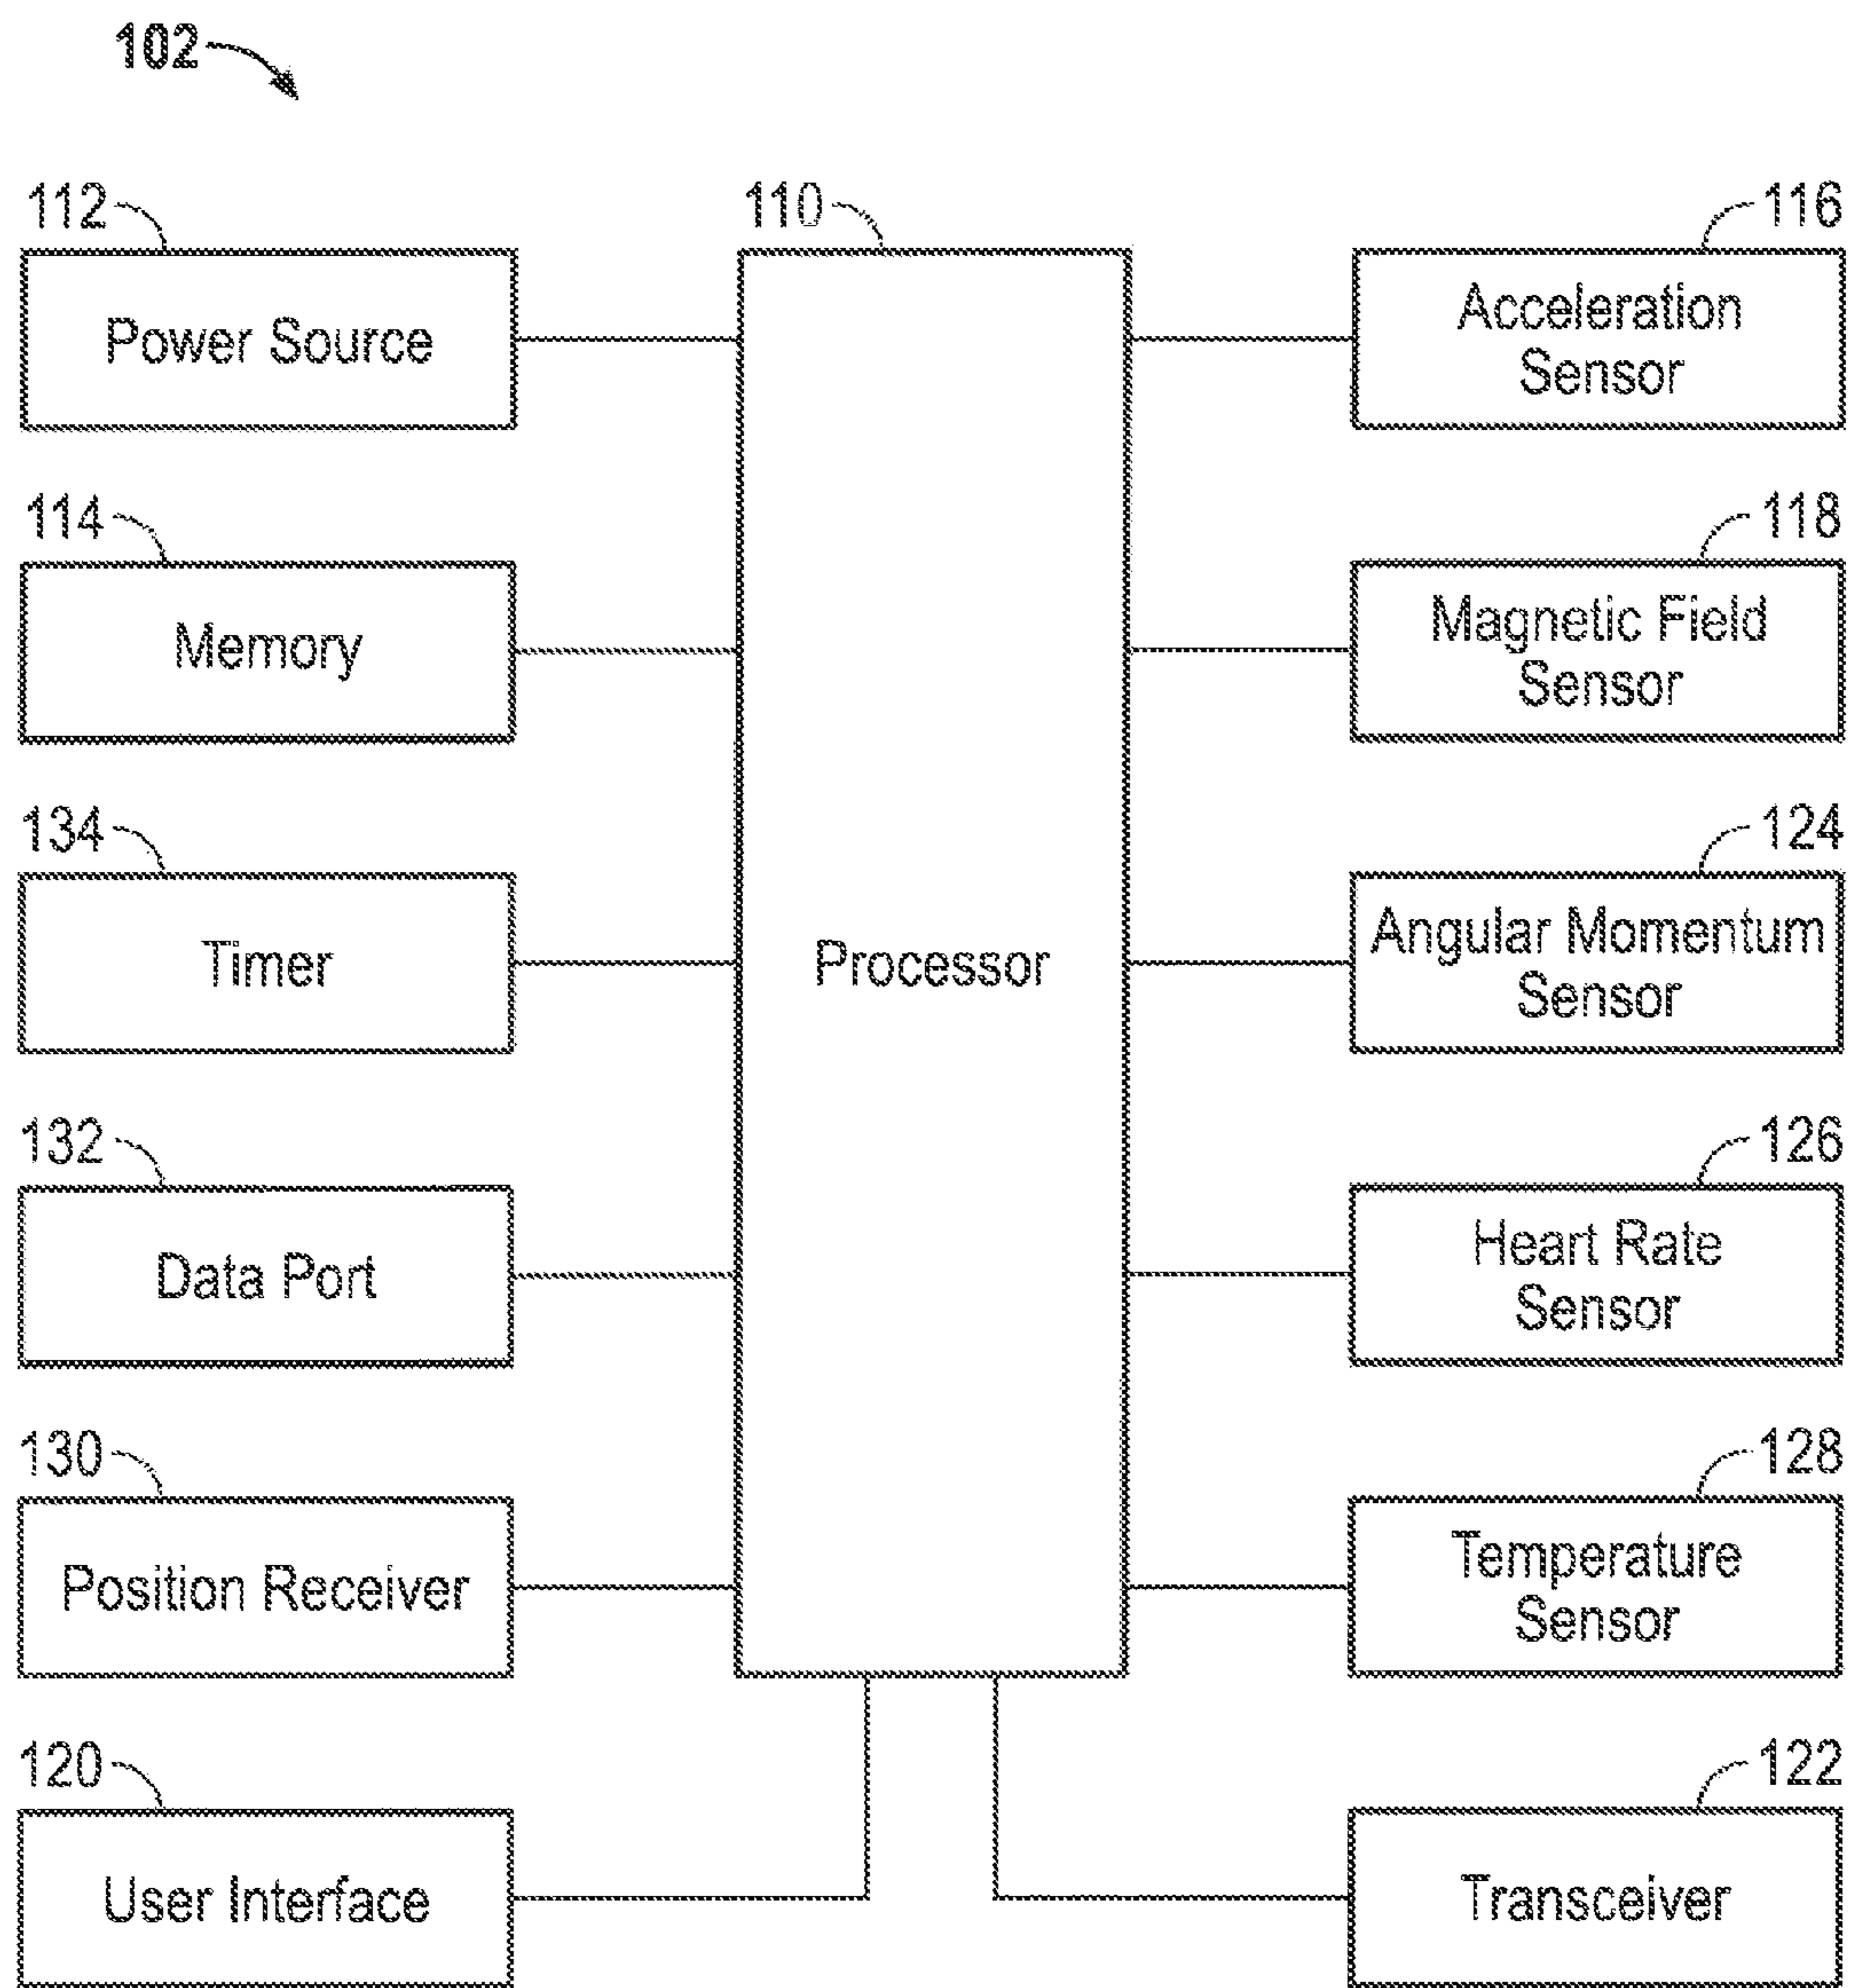 102
112
110
116
Power Source
Acceleration
Sensor
114
118
Memory
Magnetic Field
Sensor
134
124
Timer
Processor
Angular Momentum
Sensor
132
126
Data Port
Heart Rate
Sensor
130
128
Position Receiver
Temperature
Sensor
120
122
User Interface
Transceiver